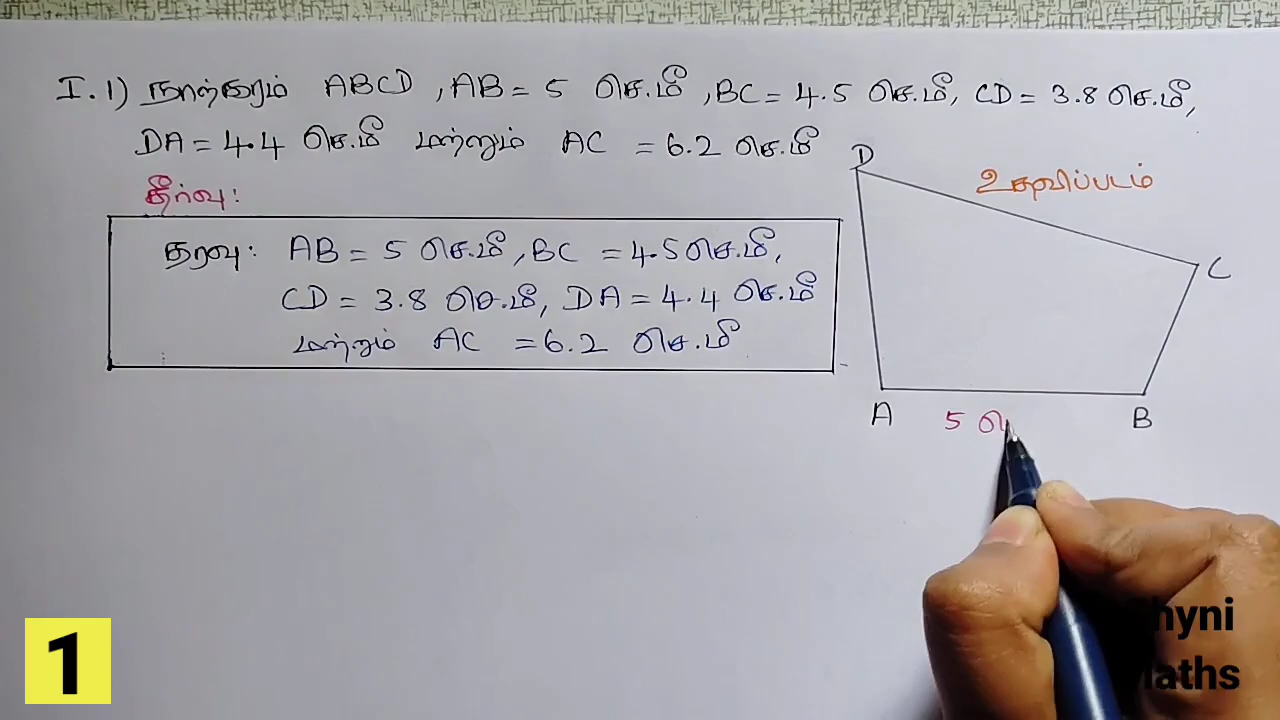 I. 1) நாற்கரம் ABCD , AB = 5 செ.மீ , BC = 4.5 செ.மீ, CD = 3.8 செ.மீ,
DA = 4.4 செ.மீ மற்றும் AC = 6.2 செ.மீ
தீர்வு:
தரவு: AB = 5 செ.மீ, BC = 4.5 செ.மீ,
CD = 3.8 செ.மீ, DA = 4.4 செ.மீ
மற்றும் AC = 6.2 செ.மீ
உதவிப்படம்
D
C
A
B
5
1